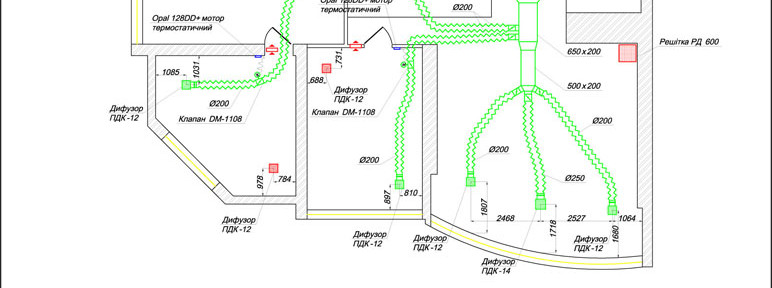 Opal 128DD+ мотор
термостатичний
Opal 128DD+ мотор
термостатичний
Ø200
650 x 200
Решітка РД 600
500 x 200
1085
1031
731
688
Дифузор
ПДК-12
Ø200
Клапан DM-1108
Дифузор
ПДК-12
Клапан DM-1108
Ø200
Ø200
Ø200
Ø250
978
784
897
810
1807
2468
1718
2527
1064
1680
Дифузор
ПДК-12
Дифузор
ПДК-12
Дифузор
ПДК-12
Дифузор
ПДК-14
Дифузор
ПДК-12